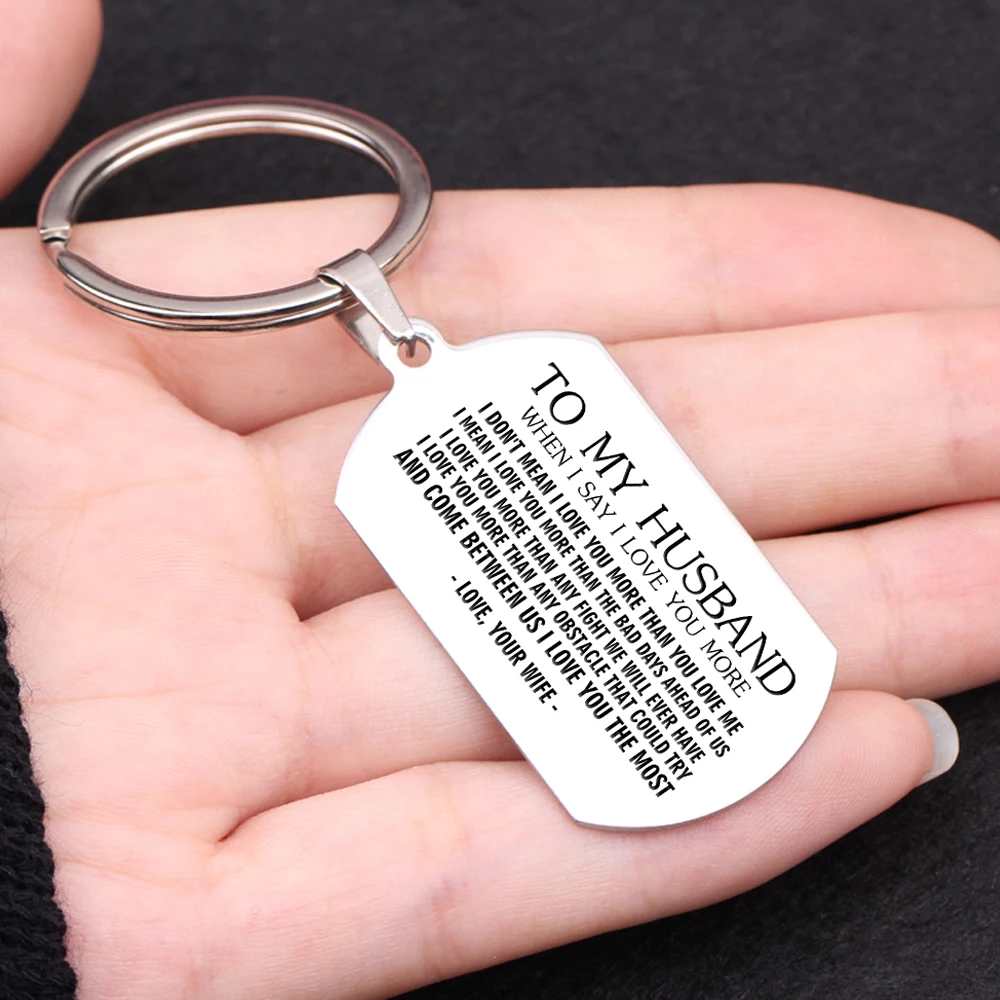 TO MY HUSBAND
WHEN I SAY I LOVE YOU MORE
I DON'T MEAN I LOVE YOU MORE THAN YOU LOVE ME
I MEAN I LOVE YOU MORE THAN THE BAD DAYS AHEAD OF US
I LOVE YOU MORE THAN ANY FIGHT WE WILL EVER HAVE
I LOVE YOU MORE THAN ANY OBSTACLE THAT COULD TRY
AND COME BETWEEN US I LOVE YOU THE MOST
- LOVE, YOUR WIFE -